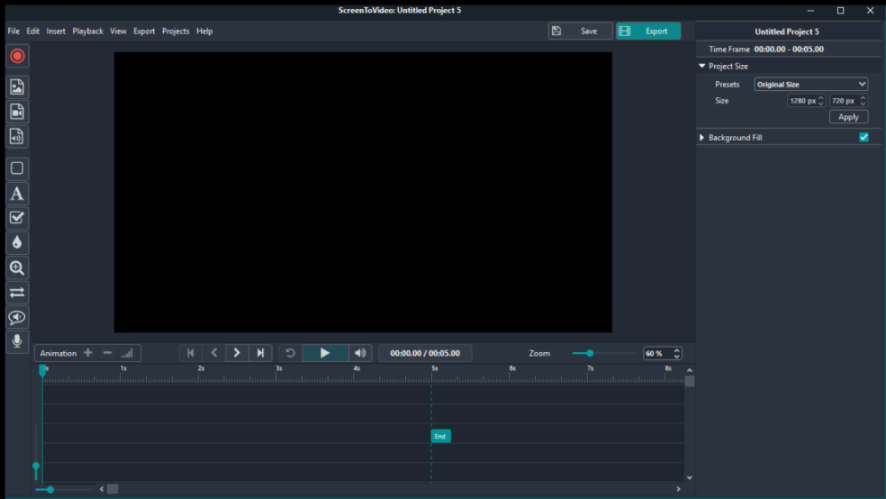 ScreenToVideo: Untitled Project 5
File Edit Insert Playback View Export Projects Help
Save
Export
Untitled Project 5
Time Frame 00:00.00 - 00:05.00
Project Size
Presets Original Size
Size 1280 px 720 px
Apply
Background Fill
A
Animation
00:00.00 / 00:05.00
Zoom
60 %
1s 2s 3s 4s 5s 6s 7s 8s
End